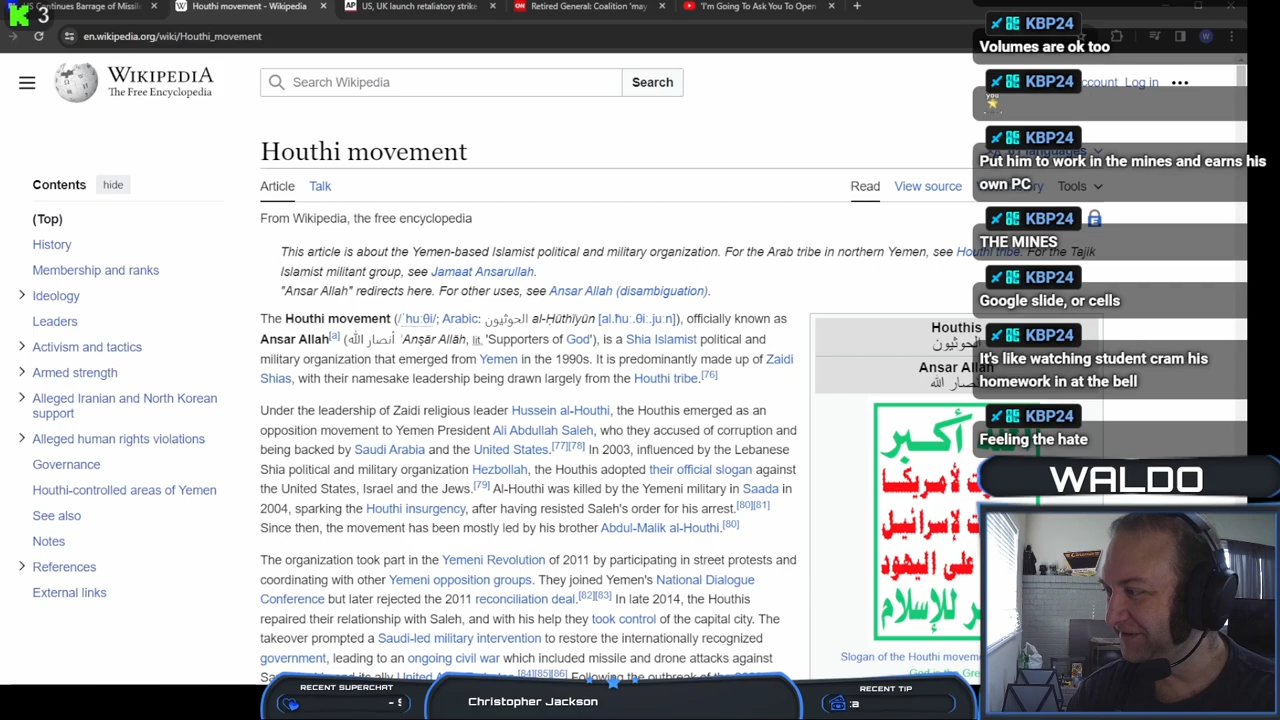 K 3
US Continues Barrage of Missile
Houthi movement - Wikipedia
US, UK launch retaliatory strike
Retired General: Coalition 'may
'I'm Going To Ask You To Open
en.wikipedia.org/wiki/Houthi_movement
WIKIPEDIA
The Free Encyclopedia
Search Wikipedia
Search
Log in
Houthi movement
Contents
hide
(Top)
History
Membership and ranks
Ideology
Leaders
Activism and tactics
Armed strength
Alleged Iranian and North Korean
support
Alleged human rights violations
Governance
Houthi-controlled areas of Yemen
See also
Notes
References
External links
Article
Talk
Read
View source
Tools
From Wikipedia, the free encyclopedia
This article is about the Yemen-based Islamist political and military organization. For the Arab tribe in northern Yemen, see Houthi tribe. For the Tajik
Islamist militant group, see Jamaat Ansarullah.
"Ansar Allah" redirects here. For other uses, see Ansar Allah (disambiguation).
The Houthi movement (/ˈhuːθi/; Arabic: الحوثيون al-Ḥūthīyūn [al.ħuː.θi.juːn]), officially known as
Ansar Allah[a] (أنصار الله ʾAnṣār Allāh, lit. 'Supporters of God'), is a Shia Islamist political and
military organization that emerged from Yemen in the 1990s. It is predominantly made up of Zaidi
Shias, with their namesake leadership being drawn largely from the Houthi tribe.[76]
Under the leadership of Zaidi religious leader Hussein al-Houthi, the Houthis emerged as an
opposition movement to Yemen President Ali Abdullah Saleh, who they accused of corruption and
being backed by Saudi Arabia and the United States.[77][78] In 2003, influenced by the Lebanese
Shia political and military organization Hezbollah, the Houthis adopted their official slogan against
the United States, Israel and the Jews.[79] Al-Houthi was killed by the Yemeni military in Saada in
2004, sparking the Houthi insurgency, after having resisted Saleh's order for his arrest.[80][81]
Since then, the movement has been mostly led by his brother Abdul-Malik al-Houthi.[80]
The organization took part in the Yemeni Revolution of 2011 by participating in street protests and
coordinating with other Yemeni opposition groups. They joined Yemen's National Dialogue
Conference but later rejected the 2011 reconciliation deal.[82][83] In late 2014, the Houthis
repaired their relationship with Saleh, and with his help they took control of the capital city. The
takeover prompted a Saudi-led military intervention to restore the internationally recognized
government, leading to an ongoing civil war which included missile and drone attacks against
Houthis
الحوثيون
Ansar Allah
أنصار الله
الله أكبر
لأمريكا
لإسرائيل
على اليهود
للإسلام
Slogan of the Houthi movement
KBP24
Volumes are ok too
KBP24
you
KBP24
Put him to work in the mines and earns his
own PC
KBP24
THE MINES
KBP24
Google slide, or cells
KBP24
It's like watching student cram his
homework in at the bell
KBP24
Feeling the hate
WALDO
RECENT SUPERCHAT
Christopher Jackson
RECENT TIP